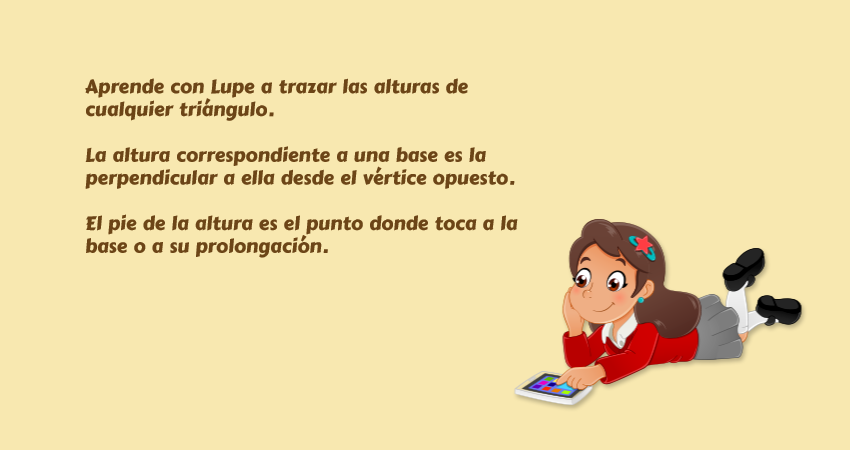 Aprende con Lupe a trazar las alturas de
cualquier triángulo.
La altura correspondiente a una base es la
perpendicular a ella desde el vértice opuesto.
El pie de la altura es el punto donde toca a la
base o a su prolongación.